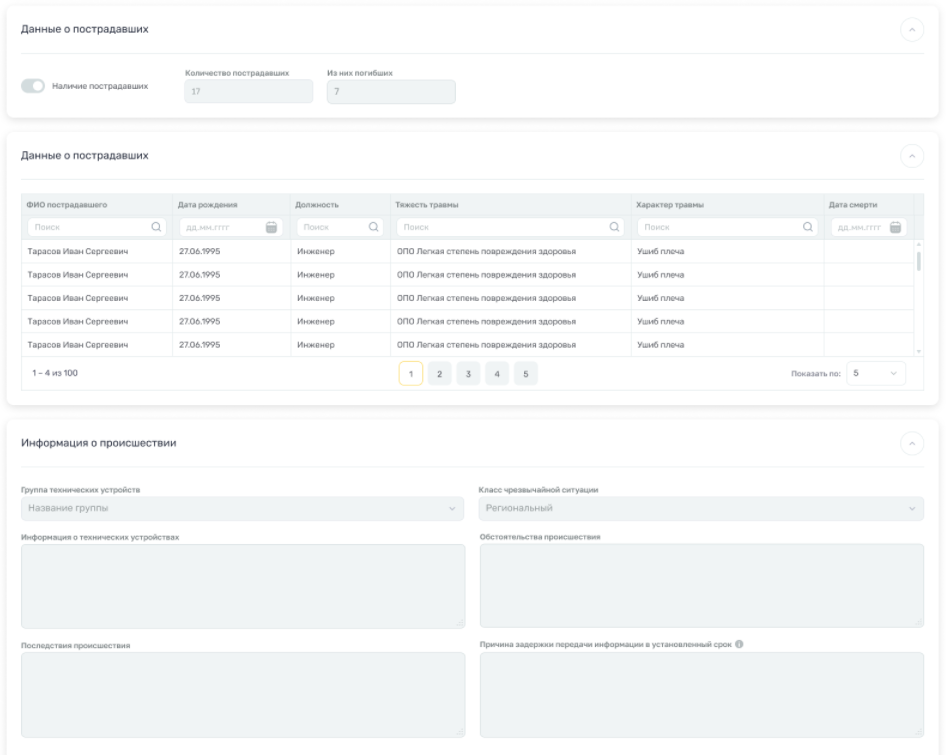 Данные о пострадавших
Наличие пострадавших
Количество пострадавших
17
Из них погибших
7
Данные о пострадавших
ФИО пострадавшего Дата рождения Должность Тяжесть травмы Характер травмы Дата смерти
Поиск дд.мм.гггг Поиск Поиск Поиск дд.мм.гггг
Тарасов Иван Сергеевич 27.06.1995 Инженер ОПО Легкая степень повреждения здоровья Ушиб плеча
Тарасов Иван Сергеевич 27.06.1995 Инженер ОПО Легкая степень повреждения здоровья Ушиб плеча
Тарасов Иван Сергеевич 27.06.1995 Инженер ОПО Легкая степень повреждения здоровья Ушиб плеча
Тарасов Иван Сергеевич 27.06.1995 Инженер ОПО Легкая степень повреждения здоровья Ушиб плеча
Тарасов Иван Сергеевич 27.06.1995 Инженер ОПО Легкая степень повреждения здоровья Ушиб плеча
1 – 4 из 100 1 2 3 4 5 Показать по: 5
Информация о происшествии
Группа технических устройств Класс чрезвычайной ситуации
Название группы Региональный
Информация о технических устройствах Обстоятельства происшествия
Последствия происшествия Причина задержки передачи информации в установленный срок